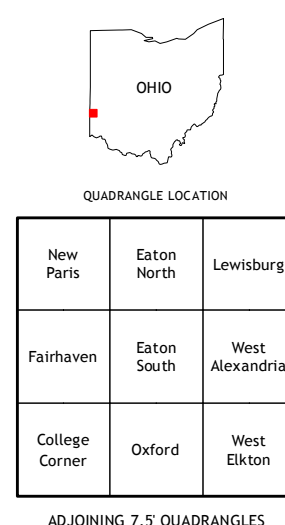 OHIO
QUADRANGLE LOCATION
New
Paris
Eaton
North
Lewisburg
Fairhaven
Eaton
South
West
Alexandria
College
Corner
Oxford
West
Elkton
ADJOINING 7.5' QUADRANGLES